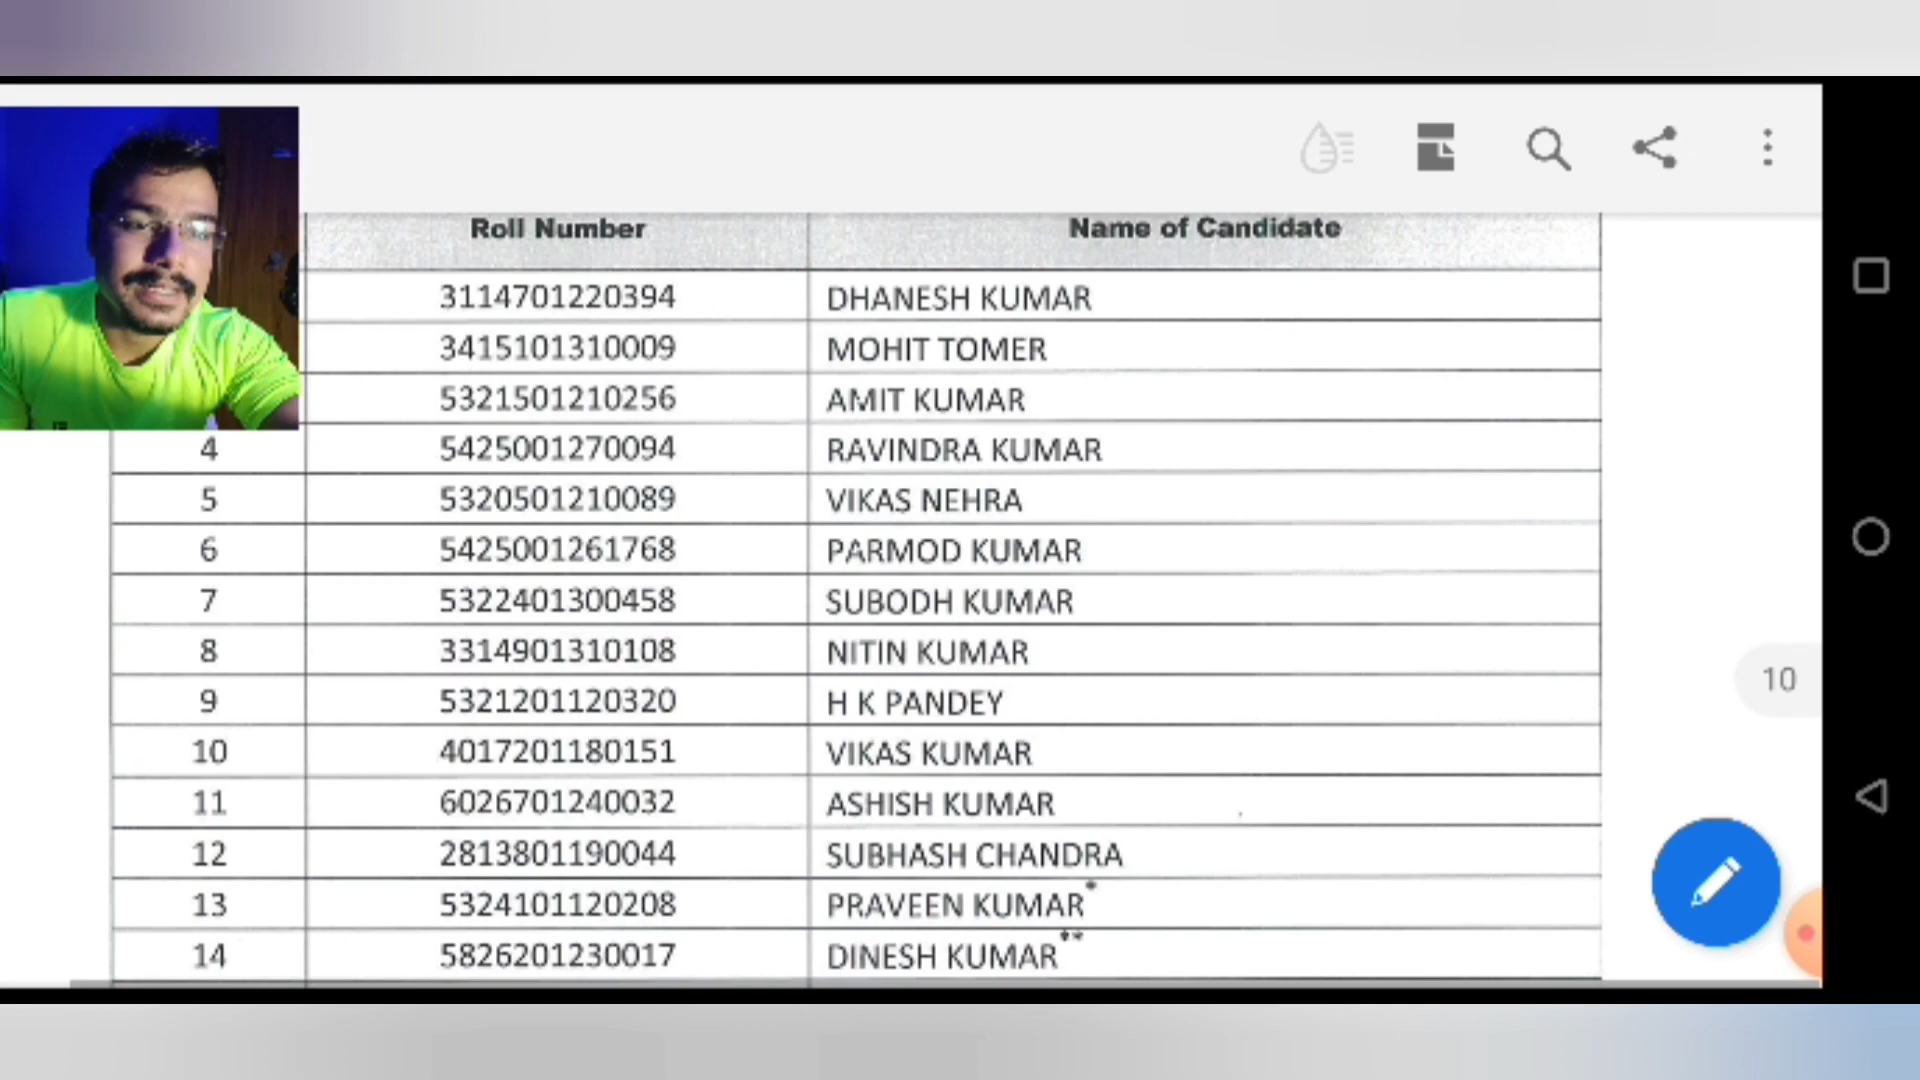 Roll Number Name of Candidate
3114701220394 DHANESH KUMAR
3415101310009 MOHIT TOMER
5321501210256 AMIT KUMAR
4 5425001270094 RAVINDRA KUMAR
5 5320501210089 VIKAS NEHRA
6 5425001261768 PARMOD KUMAR
7 5322401300458 SUBODH KUMAR
8 3314901310108 NITIN KUMAR
9 5321201120320 H K PANDEY
10
10 4017201180151 VIKAS KUMAR
11 6026701240032 ASHISH KUMAR
12 2813801190044 SUBHASH CHANDRA
13 5324101120208 PRAVEEN KUMAR*
14 5826201230017 DINESH KUMAR**